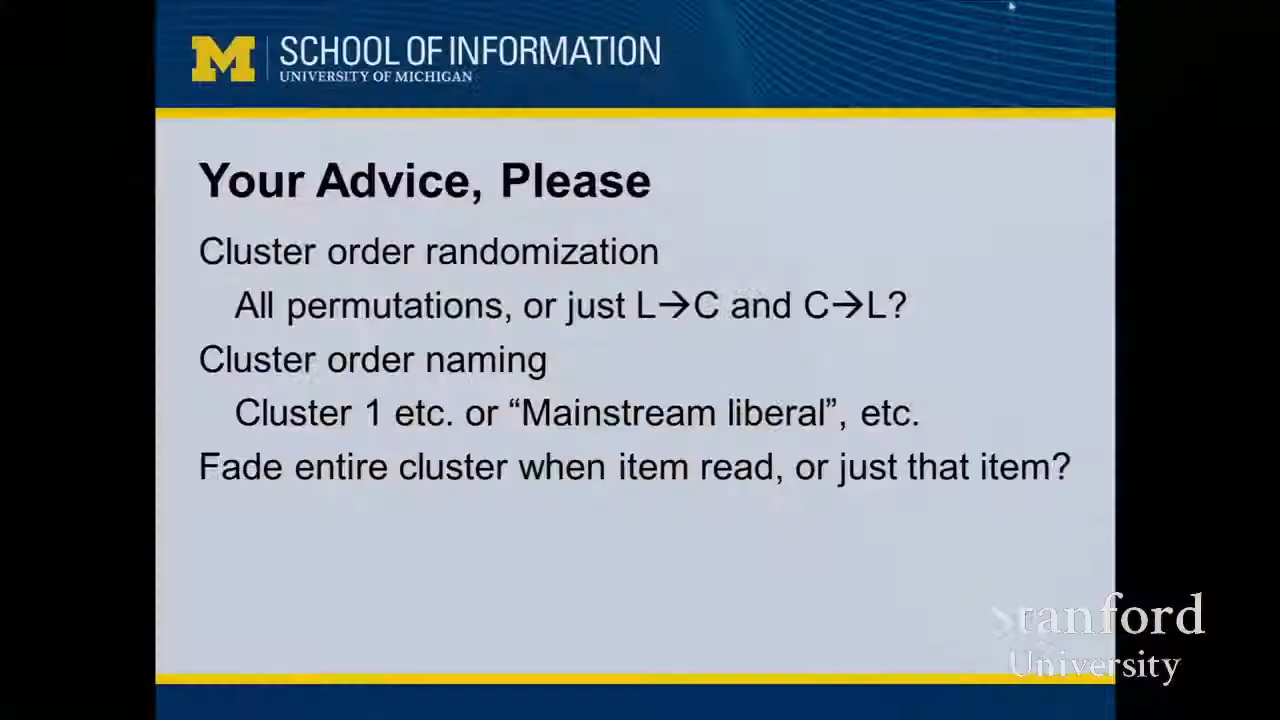 M
SCHOOL OF INFORMATION
UNIVERSITY OF MICHIGAN
Your Advice, Please
Cluster order randomization
All permutations, or just L→C and C→L?
Cluster order naming
Cluster 1 etc. or “Mainstream liberal”, etc.
Fade entire cluster when item read, or just that item?
Stanford
University